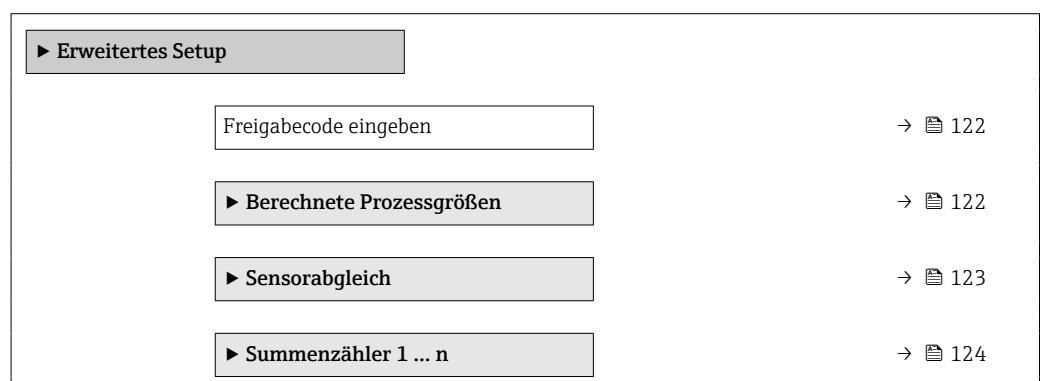 ▶ Erweitertes Setup
Freigabecode eingeben → 122
▶ Berechnete Prozessgrößen → 122
▶ Sensorabgleich → 123
▶ Summenzähler 1 ... n → 124